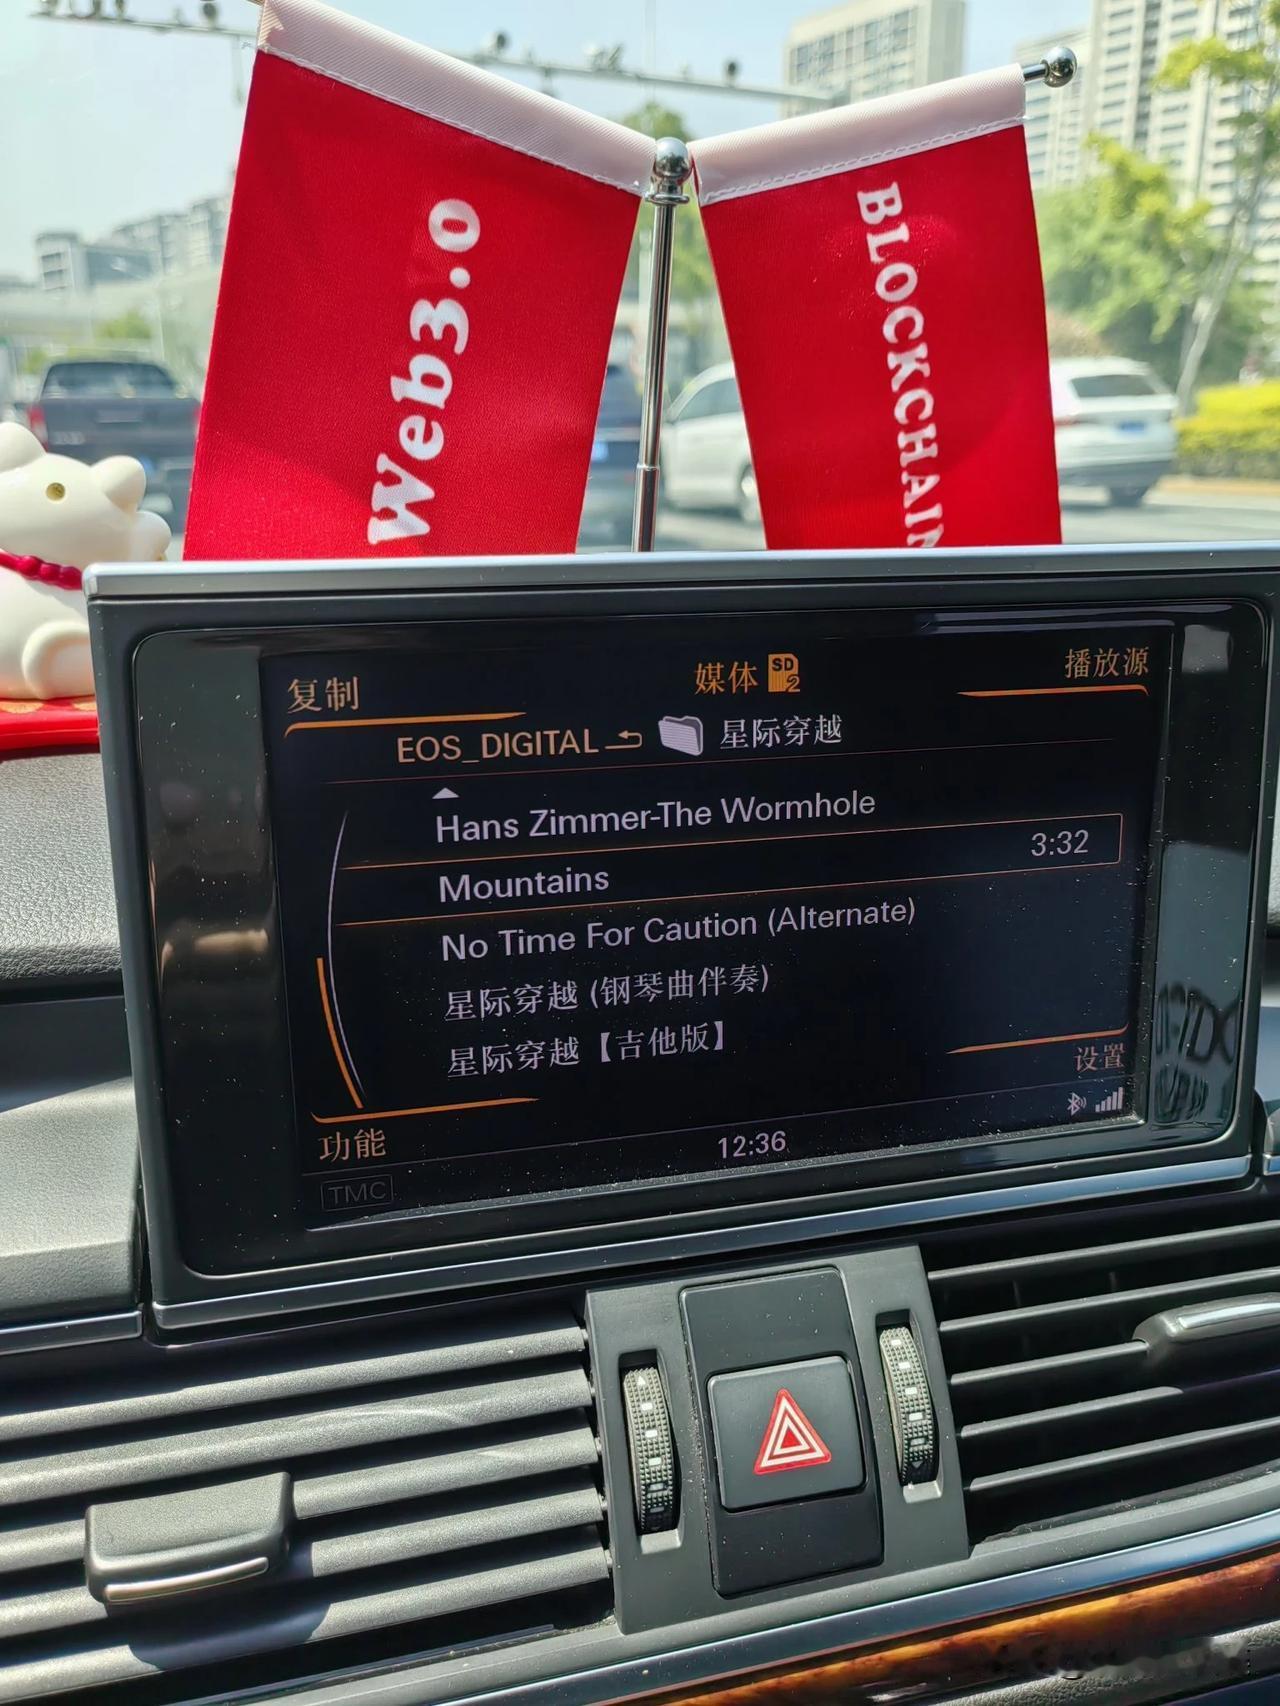 Web3.0
BLOCKCHAIN
复制
媒体 SD 2
播放源
EOS_DIGITAL 星际穿越
Hans Zimmer-The Wormhole
Mountains 3:32
No Time For Caution (Alternate)
星际穿越 (钢琴曲伴奏)
星际穿越【吉他版】
设置
功能
12:36
TMC